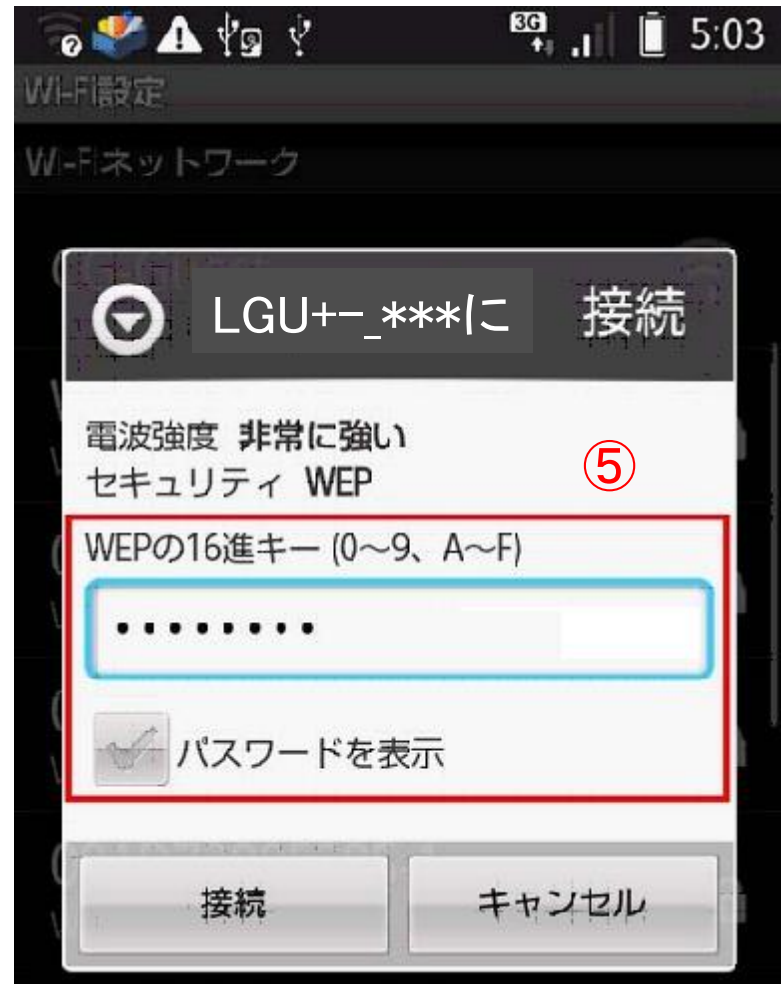 3G 5:03
Wi-Fi設定
Wi-Fiネットワーク
LGU+-_***に 接続
電波強度 非常に強い
セキュリティ WEP
⑤
WEPの16進キー (0～9、A～F)
••••••••
パスワードを表示
接続 キャンセル